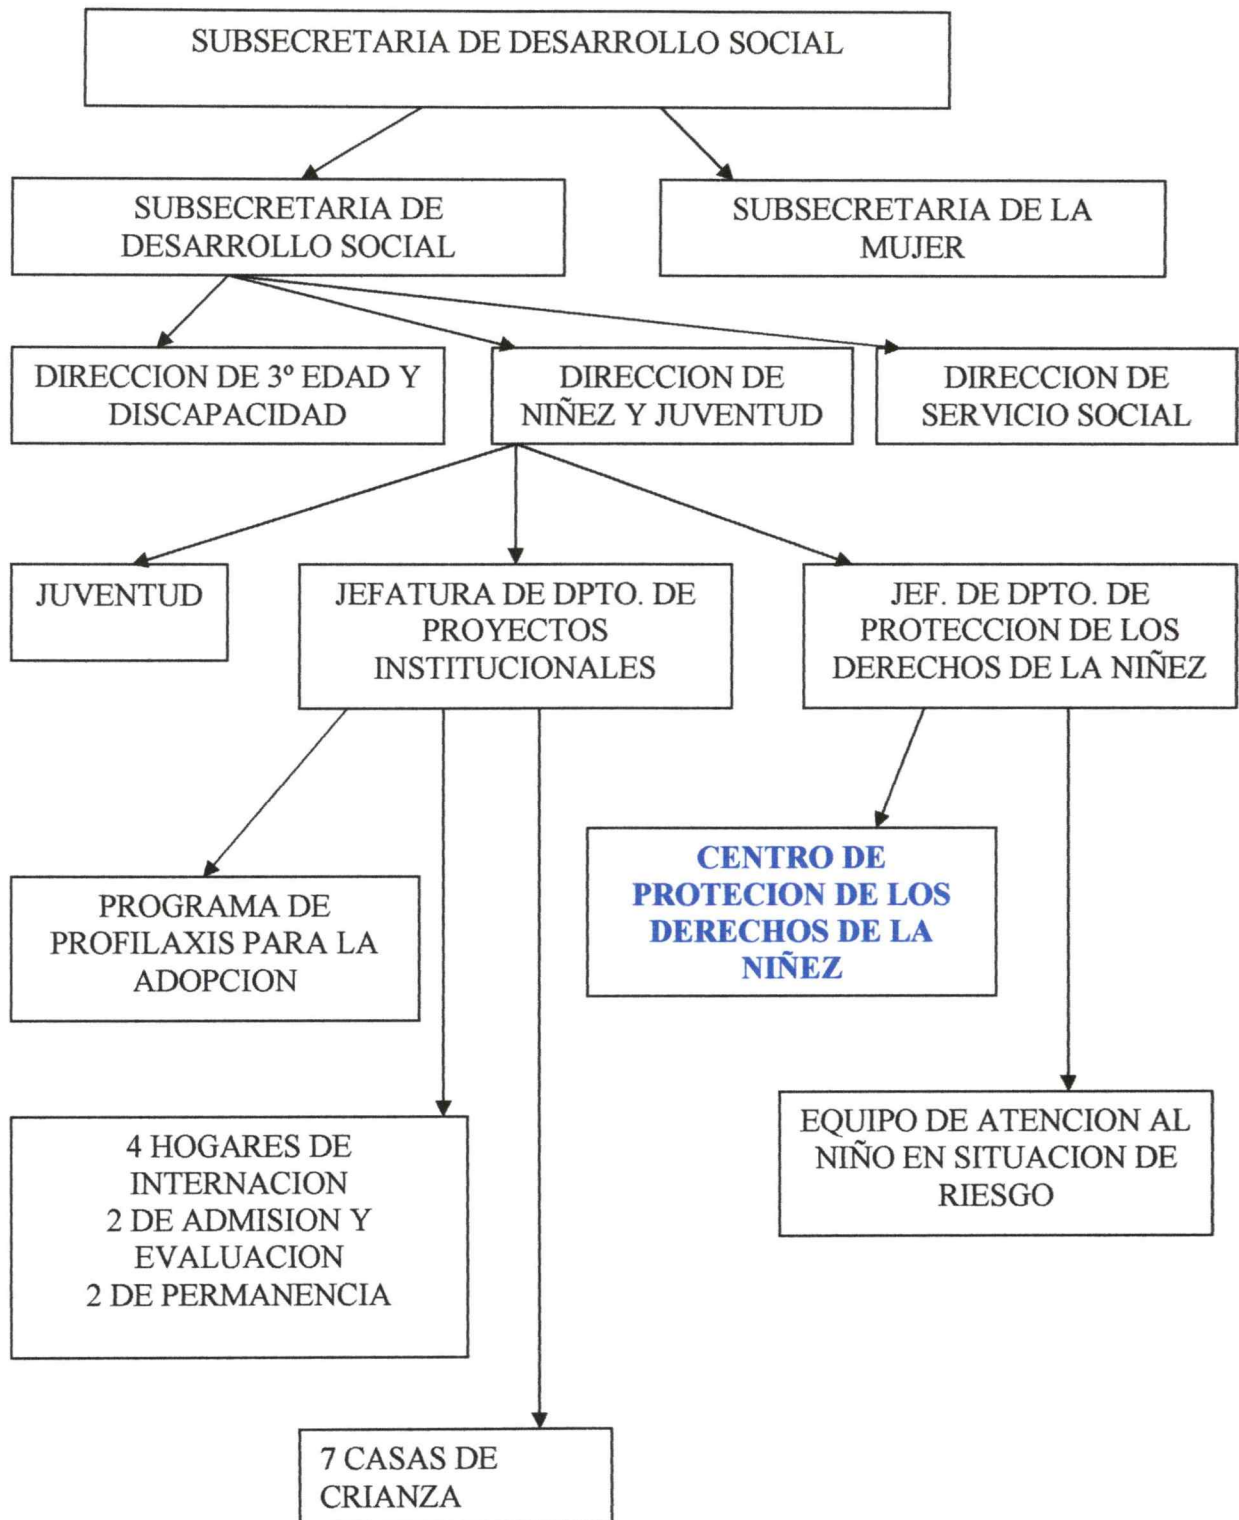 SUBSECRETARIA DE DESARROLLO SOCIAL
SUBSECRETARIA DE
DESARROLLO SOCIAL
SUBSECRETARIA DE LA
MUJER
DIRECCION DE 3º EDAD Y
DISCAPACIDAD
DIRECCION DE
NIÑEZ Y JUVENTUD
DIRECCION DE
SERVICIO SOCIAL
JUVENTUD
JEFATURA DE DPTO. DE
PROYECTOS
INSTITUCIONALES
JEF. DE DPTO. DE
PROTECCION DE LOS
DERECHOS DE LA NIÑEZ
CENTRO DE
PROTECION DE LOS
DERECHOS DE LA
NIÑEZ
PROGRAMA DE
PROFILAXIS PARA LA
ADOPCION
EQUIPO DE ATENCION AL
NIÑO EN SITUACION DE
RIESGO
4 HOGARES DE
INTERNACION
2 DE ADMISION Y
EVALUACION
2 DE PERMANENCIA
7 CASAS DE
CRIANZA